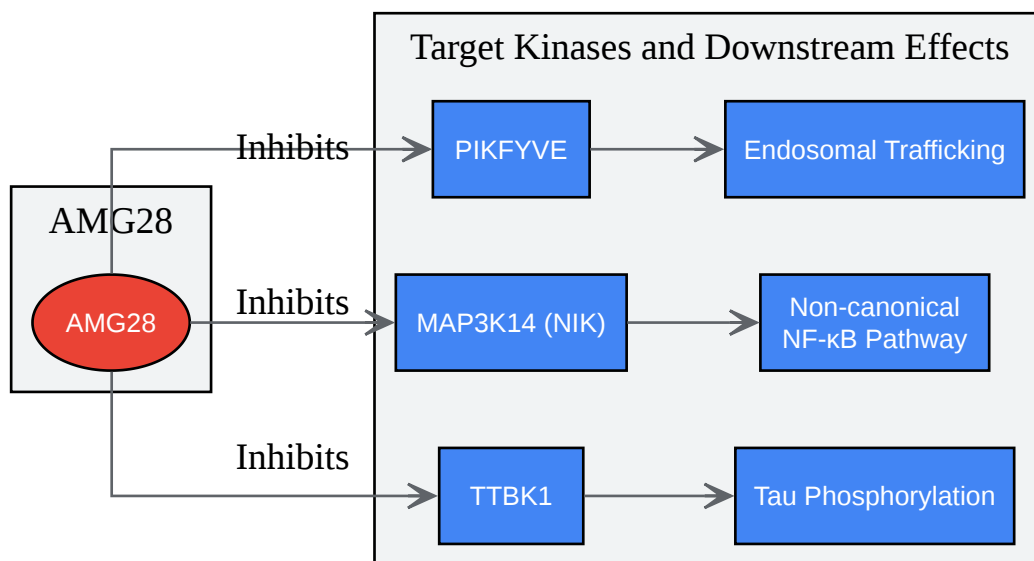 Target Kinases and Downstream Effects
Inhibits
PIKFYVE
Endosomal Trafficking
AMG28
AMG28
Inhibits
MAP3K14 (NIK)
Non-canonical
NF-κB Pathway
Inhibits
TTBK1
Tau Phosphorylation